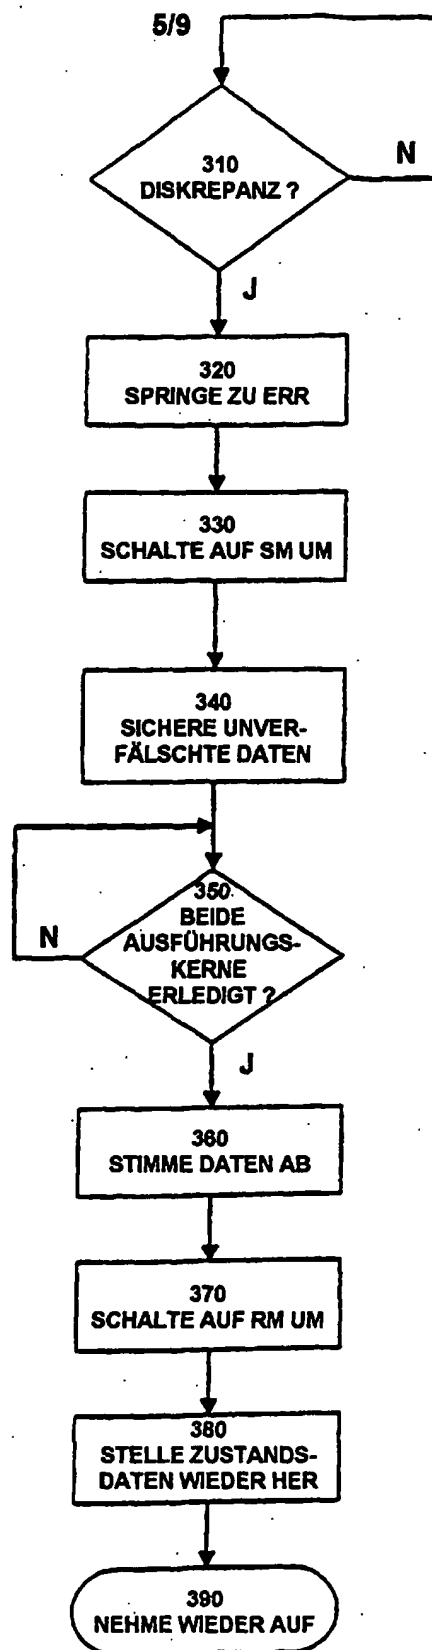 5/9
310
DISKREPANZ ?
N
J
320
SPRINGE ZU ERR
330
SCHALTE AUF SM UM
340
SICHERE UNVER-
FÄLSCHTE DATEN
350
BEIDE
AUSFÜHRUNGS-
KERNE
ERLEDIGT ?
N
J
360
STIMME DATEN AB
370
SCHALTE AUF RM UM
380
STELLE ZUSTANDS-
DATEN WIEDER HER
390
NEHME WIEDER AUF